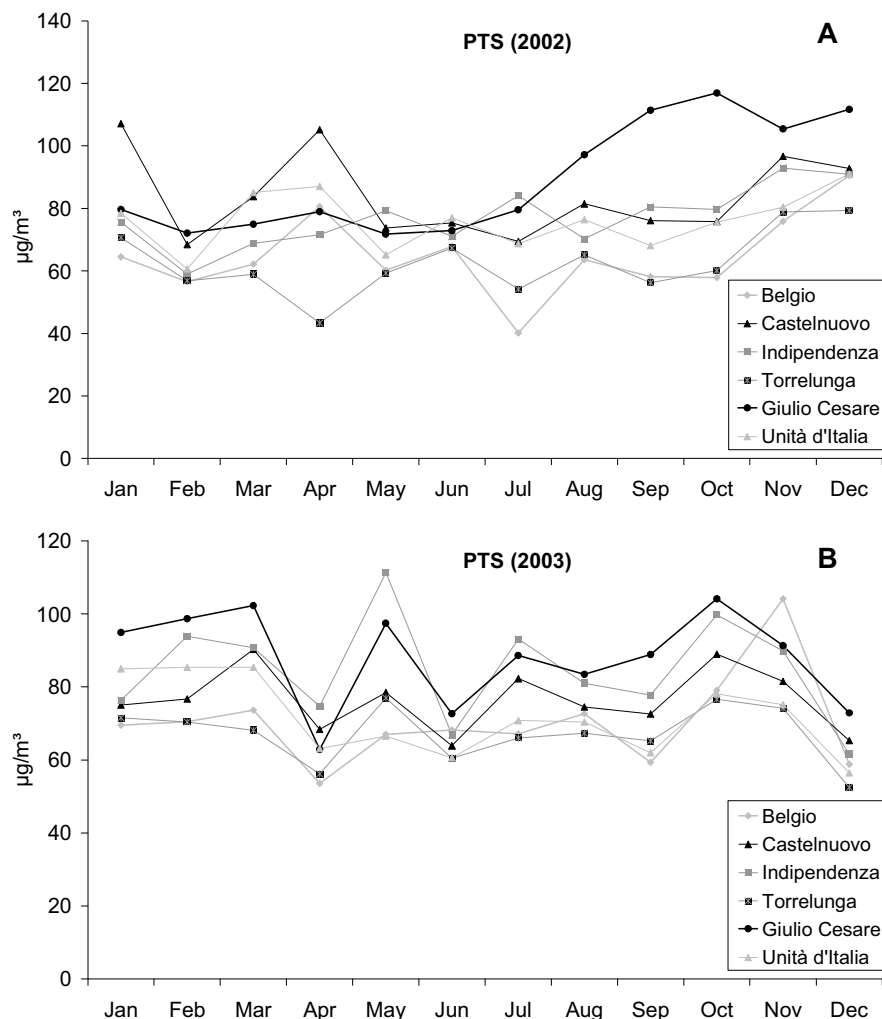 140
120
100
80
60
40
20
0
µg/m³
PTS (2002)
A
Belgio
Castelnuovo
Indipendenza
Torrelunga
Giulio Cesare
Unità d'Italia
Jan Feb Mar Apr May Jun Jul Aug Sep Oct Nov Dec
120
100
80
60
40
20
0
µg/m³
PTS (2003)
B
Belgio
Castelnuovo
Indipendenza
Torrelunga
Giulio Cesare
Unità d'Italia
Jan Feb Mar Apr May Jun Jul Aug Sep Oct Nov Dec